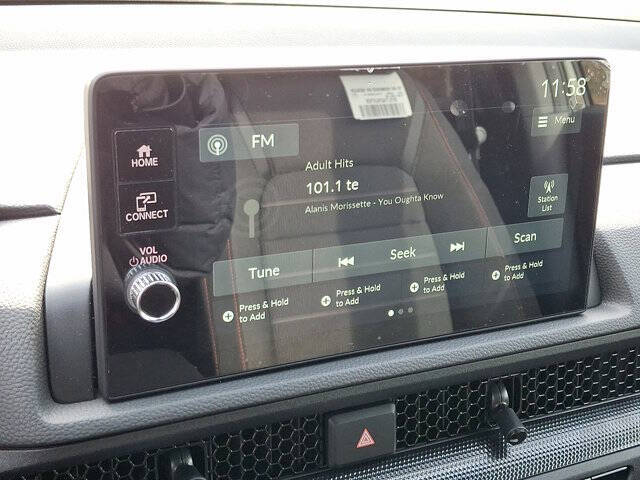 11:58
HOME
FM
Menu
Adult Hits
101.1 te
Alanis Morissette - You Oughta Know
CONNECT
Station
List
VOL
AUDIO
Tune
Seek
Scan
Press & Hold
to Add
Press & Hold
to Add
Press & Hold
to Add
Press & Hold
to Add